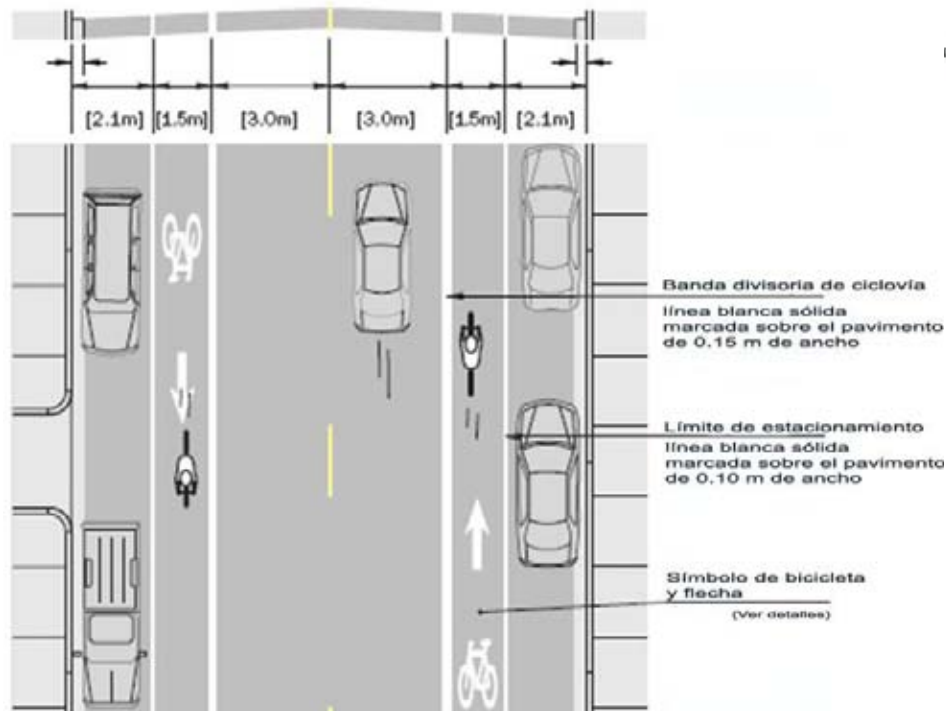 [2.1m] [1.5m] [3.0m] [3.0m] [1.5m] [2.1m]
Banda divisoria de ciclovía
línea blanca sólida
marcada sobre el pavimento
de 0.15 m de ancho
Límite de estacionamiento
línea blanca sólida
marcada sobre el pavimento
de 0.10 m de ancho
Símbolo de bicicleta
y flecha
(Ver detalles)